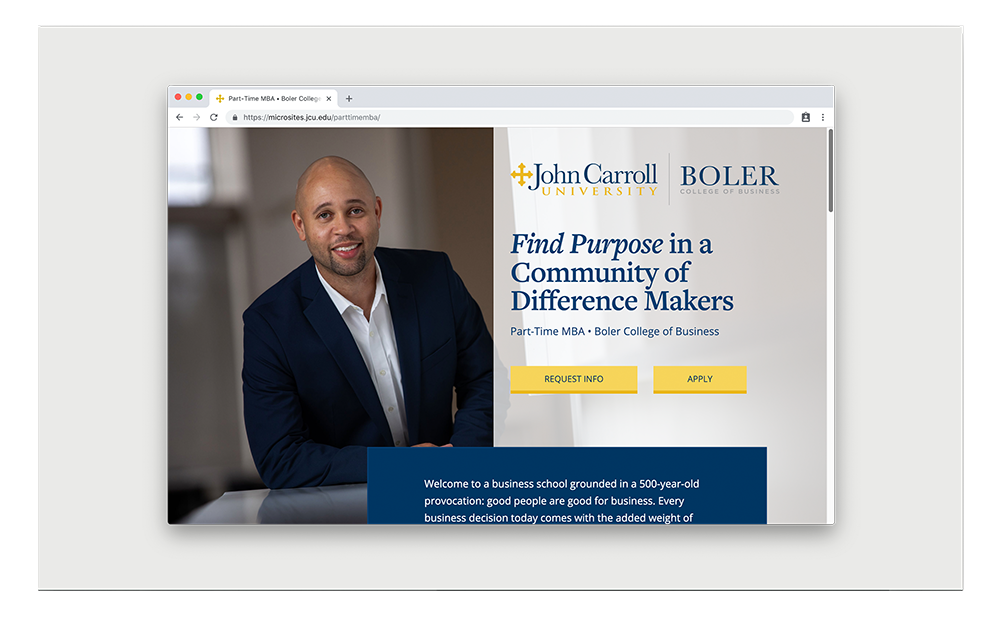 Part-Time MBA • Boler College
https://microsites.jcu.edu/parttimemba/
John Carroll
UNIVERSITY
BOLER
COLLEGE OF BUSINESS
Find Purpose in a
Community of
Difference Makers
Part-Time MBA • Boler College of Business
REQUEST INFO
APPLY
Welcome to a business school grounded in a 500-year-old
provocation: good people are good for business. Every
business decision today comes with the added weight of